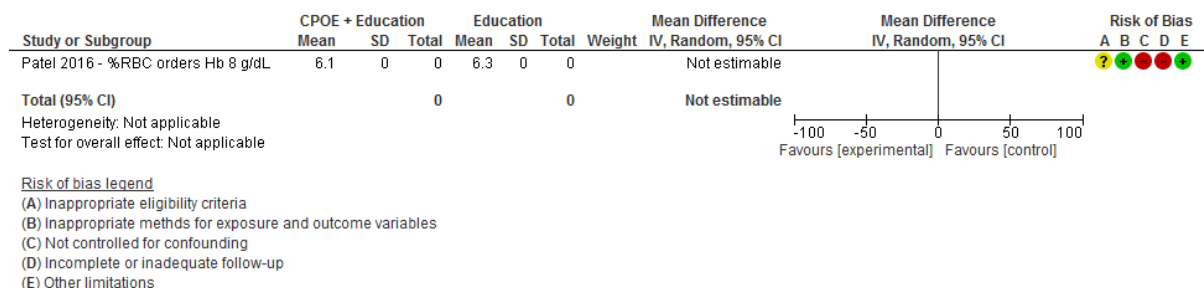 CPOE + Education Education Mean Difference Mean Difference Risk of Bias
Study or Subgroup Mean SD Total Mean SD Total Weight IV, Random, 95% CI IV, Random, 95% CI A B C D E
Patel 2016 - %RBC orders Hb 8 g/dL 6.1 0 0 6.3 0 0 Not estimable ? + - - +
Total (95% CI) 0 0 Not estimable
Heterogeneity: Not applicable
Test for overall effect: Not applicable
-100 -50 0 50 100
Favours [experimental] Favours [control]
Risk of bias legend
(A) Inappropriate eligibility criteria
(B) Inappropriate methds for exposure and outcome variables
(C) Not controlled for confounding
(D) Incomplete or inadequate follow-up
(E) Other limitations